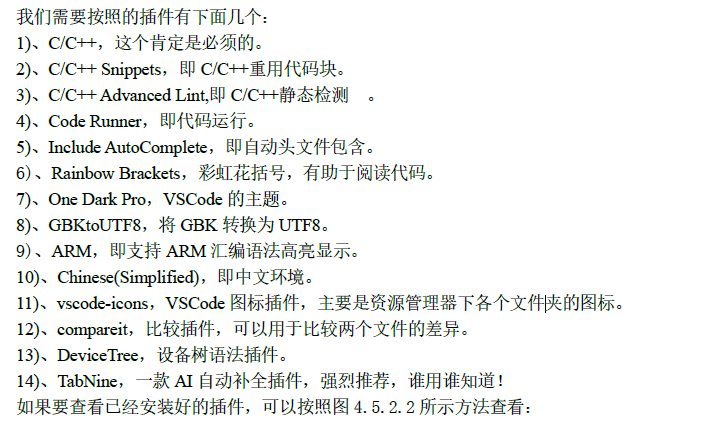 我们需要按照的插件有下面几个：
1)、C/C++，这个肯定是必须的。
2)、C/C++ Snippets，即 C/C++重用代码块。
3)、C/C++ Advanced Lint,即 C/C++静态检测 。
4)、Code Runner，即代码运行。
5)、Include AutoComplete，即自动头文件包含。
6）、Rainbow Brackets，彩虹花括号，有助于阅读代码。
7)、One Dark Pro，VSCode 的主题。
8)、GBKtoUTF8，将 GBK 转换为 UTF8。
9）、ARM，即支持 ARM 汇编语法高亮显示。
10)、Chinese(Simplified)，即中文环境。
11)、vscode-icons，VSCode 图标插件，主要是资源管理器下各个文件夹的图标。
12)、compareit，比较插件，可以用于比较两个文件的差异。
13)、DeviceTree，设备树语法插件。
14)、TabNine，一款 AI 自动补全插件，强烈推荐，谁用谁知道！
如果要查看已经安装好的插件，可以按照图 4.5.2.2 所示方法查看：